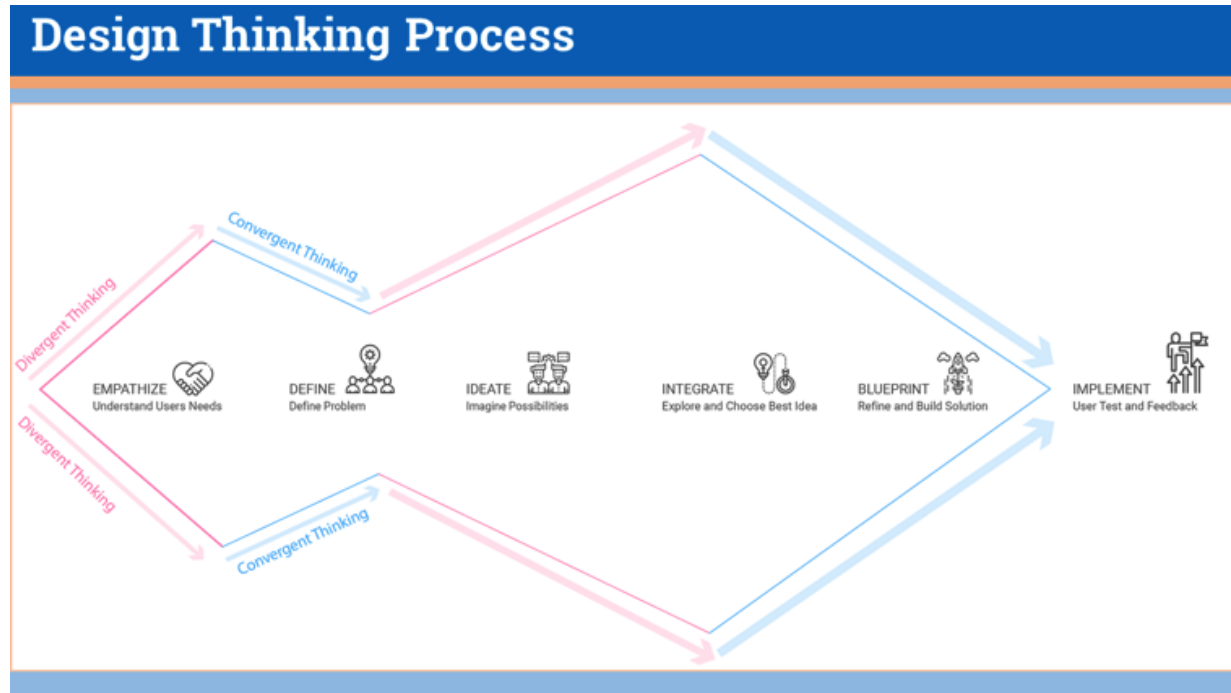 Design Thinking Process
Divergent Thinking
Convergent Thinking
EMPATHIZE
Understand Users Needs
DEFINE
Define Problem
IDEATE
Imagine Possibilities
INTEGRATE
Explore and Choose Best Idea
BLUEPRINT
Refine and Build Solution
IMPLEMENT
User Test and Feedback
Divergent Thinking
Convergent Thinking